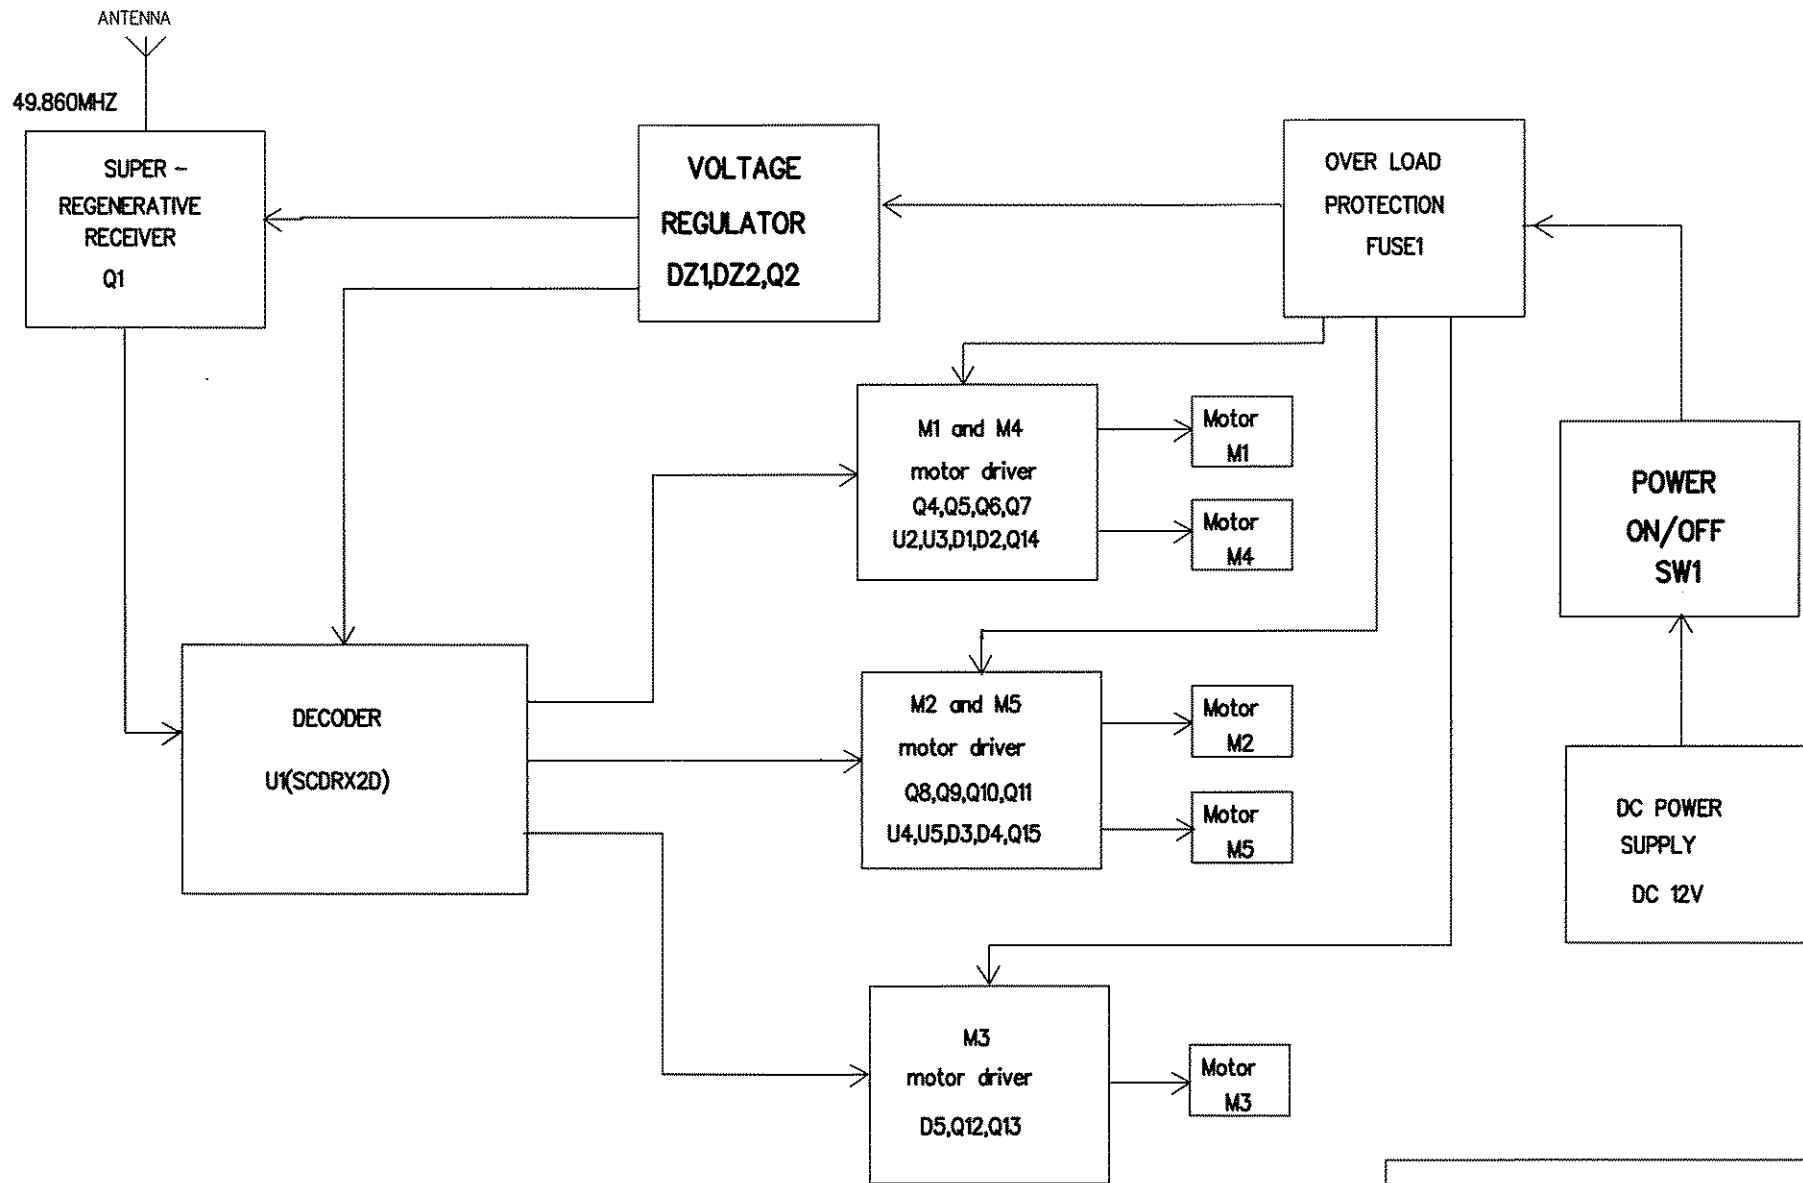 ANTENNA
49.860MHZ
SUPER -
REGENERATIVE
RECEIVER
Q1
VOLTAGE
REGULATOR
DZ1,DZ2,Q2
OVER LOAD
PROTECTION
FUSE1
M1 and M4
motor driver
Q4,Q5,Q6,Q7
U2,U3,D1,D2,Q14
Motor
M1
Motor
M4
POWER
ON/OFF
SW1
DECODER
U1(SCDRX2D)
M2 and M5
motor driver
Q8,Q9,Q10,Q11
U4,U5,D3,D4,Q15
Motor
M2
Motor
M5
DC POWER
SUPPLY
DC 12V
M3
motor driver
D5,Q12,Q13
Motor
M3